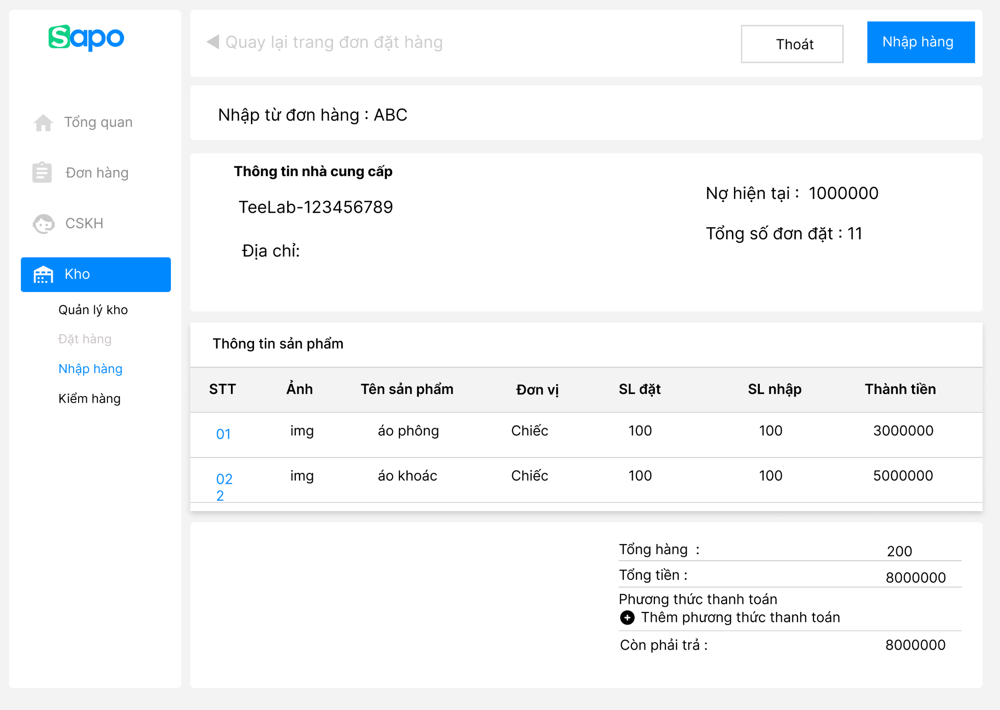 Sapo
Tổng quan
Đơn hàng
CSKH
Kho
Quản lý kho
Đặt hàng
Nhập hàng
Kiểm hàng
Quay lại trang đơn đặt hàng
Thoát
Nhập hàng
Nhập từ đơn hàng : ABC
Thông tin nhà cung cấp
TeeLab-123456789
Địa chỉ:
Nợ hiện tại : 1000000
Tổng số đơn đặt : 11
Thông tin sản phẩm
STT Ảnh Tên sản phẩm Đơn vị SL đặt SL nhập Thành tiền
01 img áo phông Chiếc 100 100 3000000
02 img áo khoác Chiếc 100 100 5000000
2
Tổng hàng : 200
Tổng tiền : 8000000
Phương thức thanh toán
Thêm phương thức thanh toán
Còn phải trả : 8000000